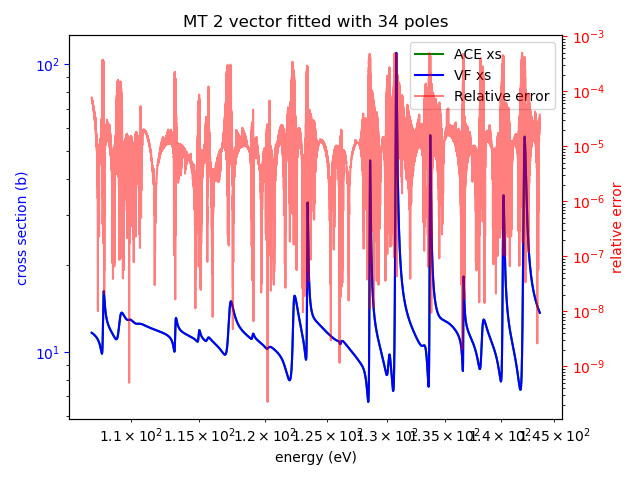 MT 2 vector fitted with 34 poles
ACE xs
VF xs
Relative error
cross section (b)
10²
10¹
relative error
10⁻³
10⁻⁴
10⁻⁵
10⁻⁶
10⁻⁷
10⁻⁸
10⁻⁹
1.1 × 10² 1.15 × 10² 1.2 × 10² 1.25 × 10² 1.3 × 10² 1.35 × 10² 1.4 × 10² 1.45 × 10²
energy (eV)